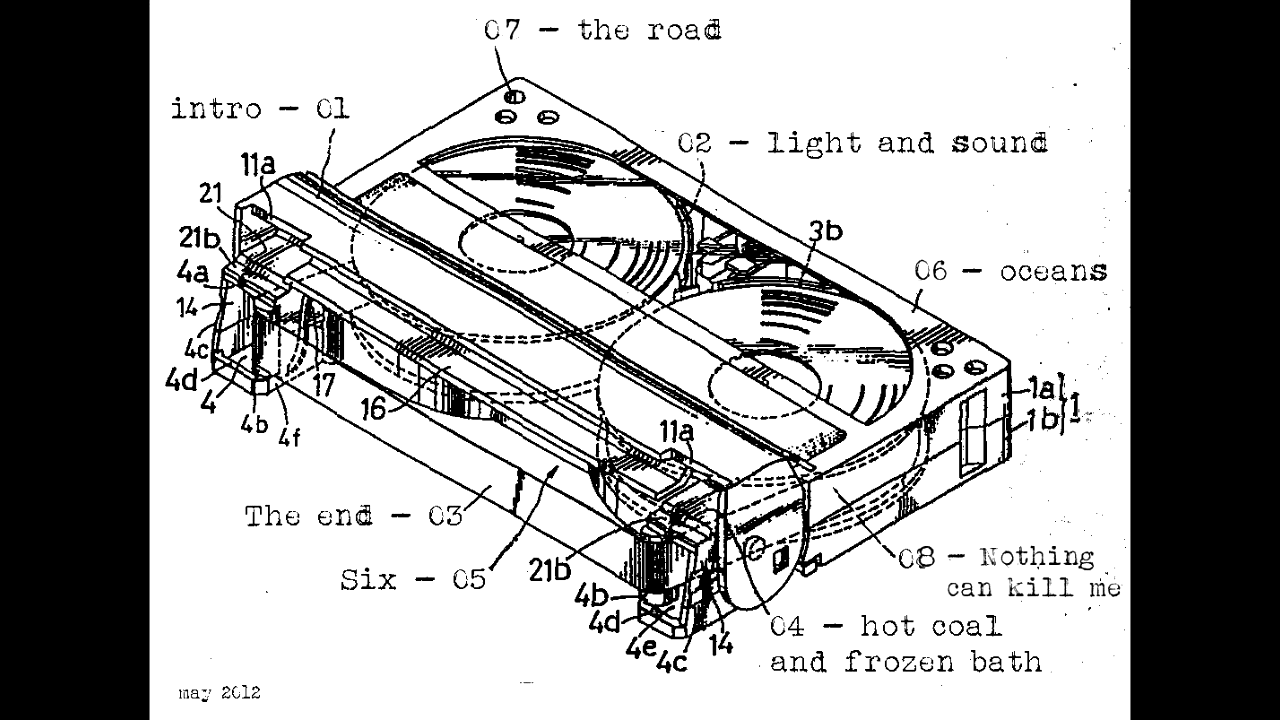 07 - the road
intro - 01
02 - light and sound
11a
21
3b
21b
06 - oceans
4a
14
4c
4d
17
1a
4
16
1
1b
4b
4f
11a
The end - 03
08 - Nothing
can kill me
Six - 05
21b
4b
4d
04 - hot coal
and frozen bath
4e
4c
14
may 2012